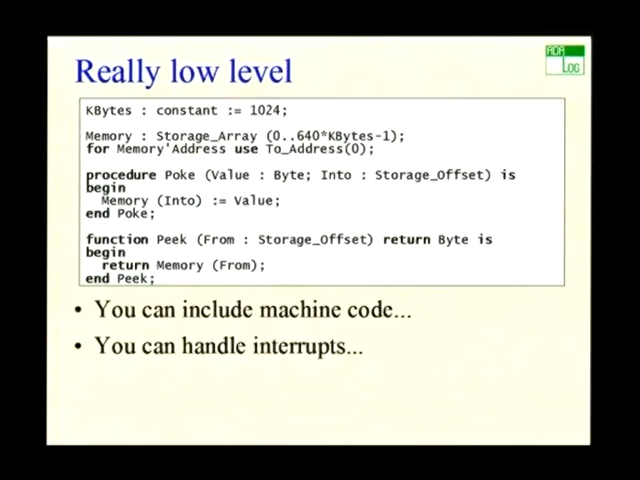 Really low level
ADA
LOG
KBytes : constant := 1024;
Memory : Storage_Array (0..640*KBytes-1);
for Memory'Address use To_Address(0);
procedure Poke (Value : Byte; Into : Storage_Offset) is
begin
Memory (Into) := Value;
end Poke;
function Peek (From : Storage_Offset) return Byte is
begin
return Memory (From);
end Peek;
• You can include machine code...
• You can handle interrupts...